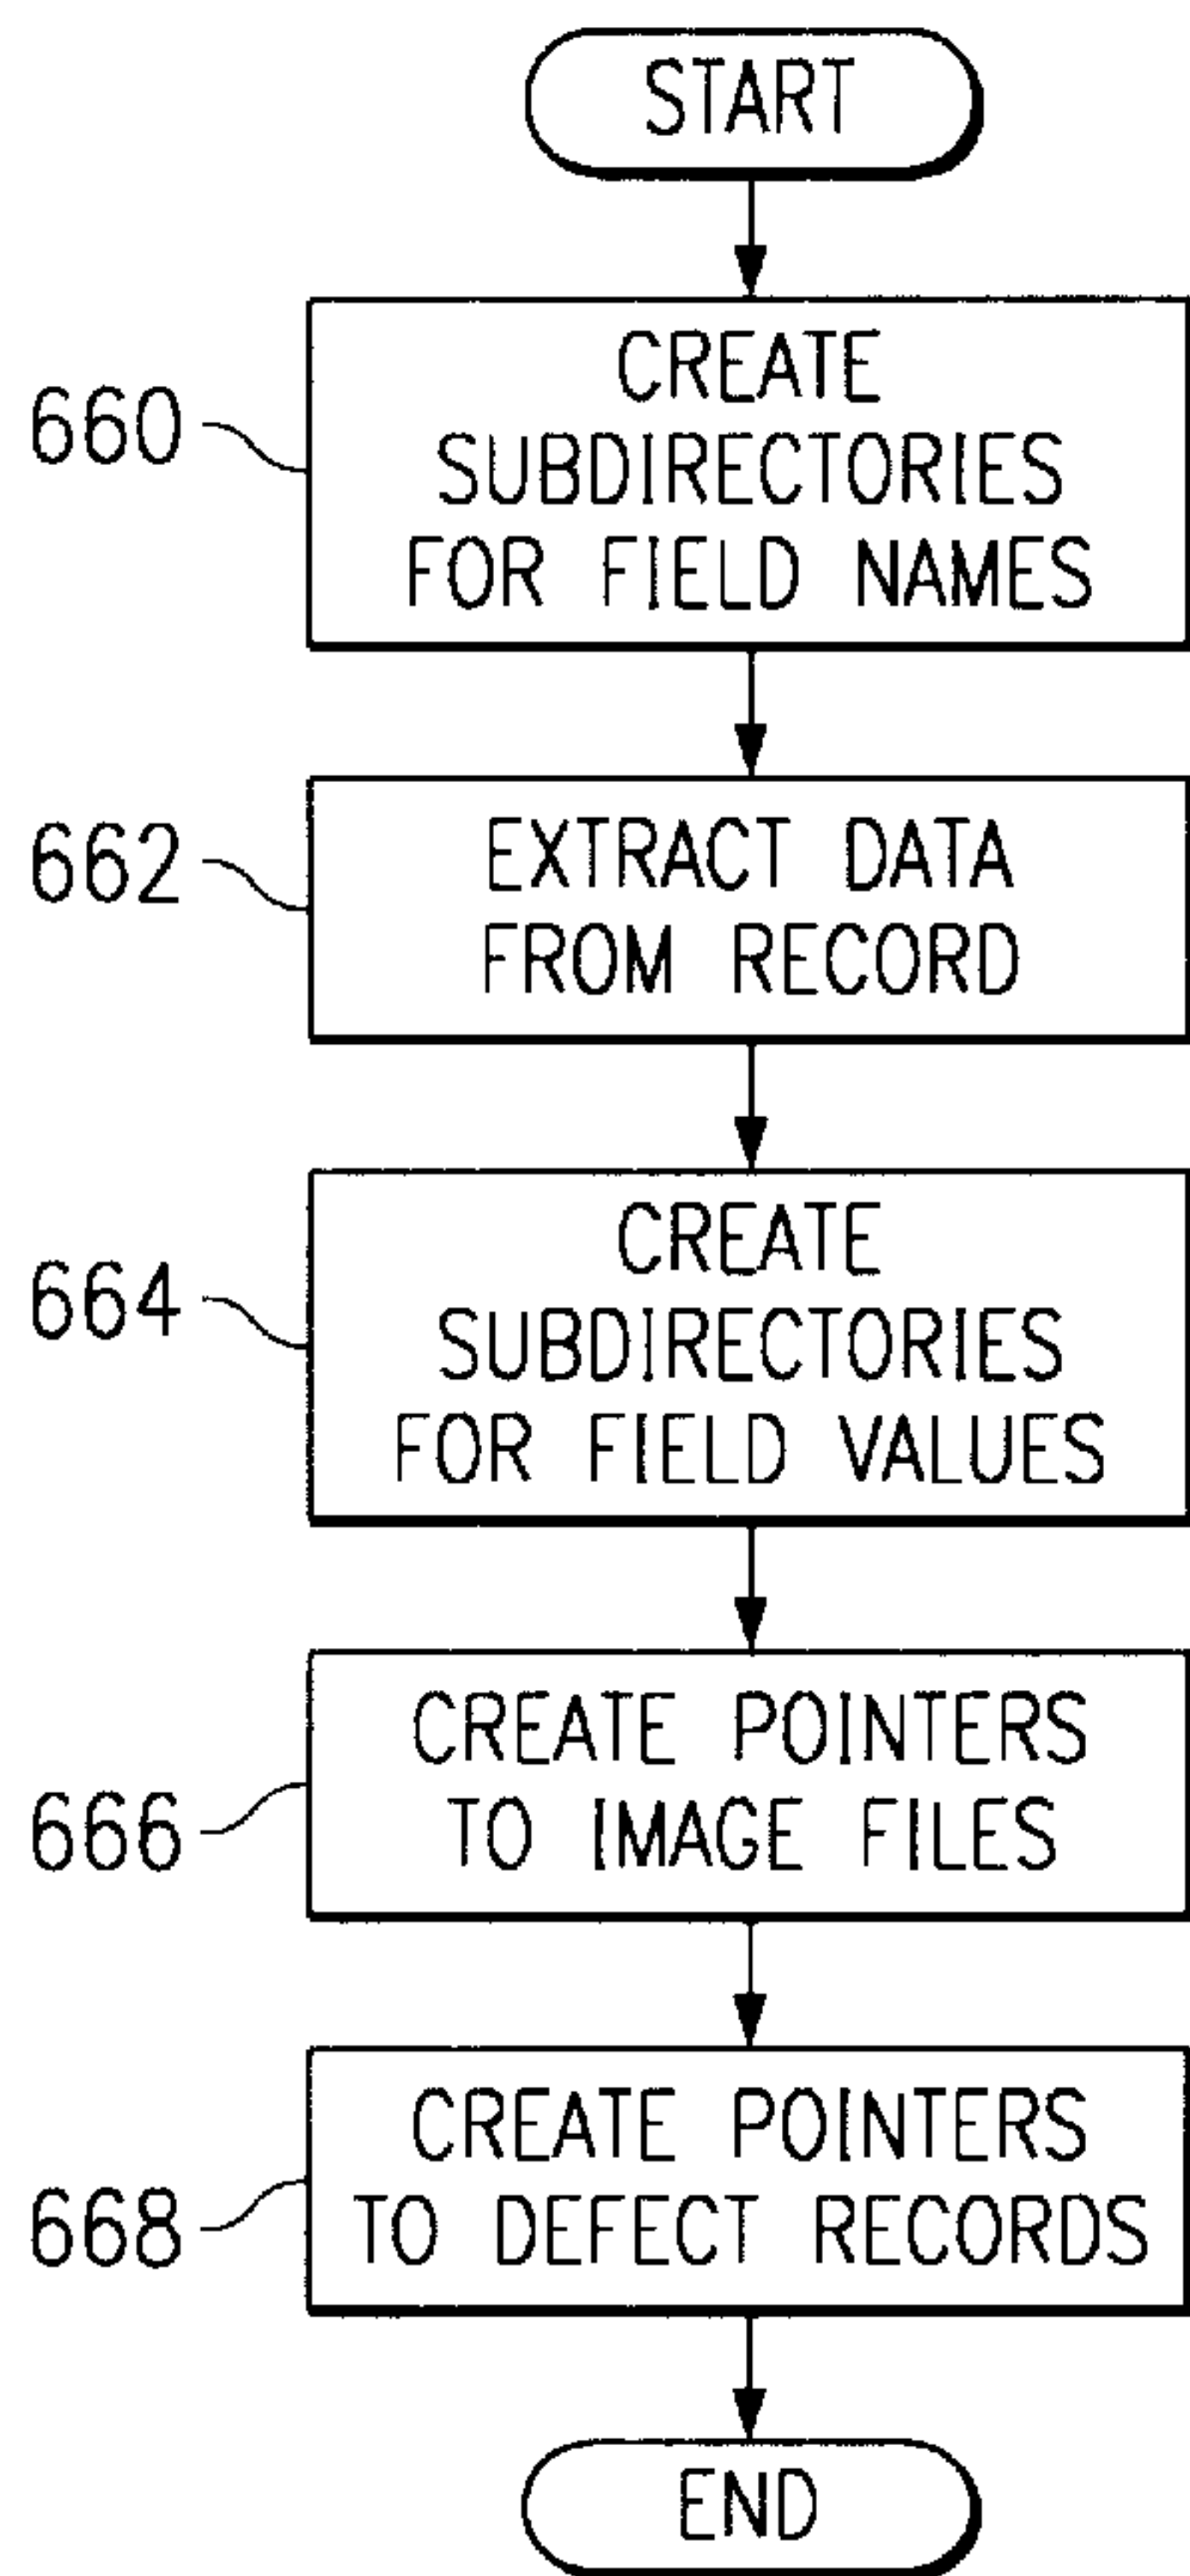 START
660
CREATE
SUBDIRECTORIES
FOR FIELD NAMES
662
EXTRACT DATA
FROM RECORD
664
CREATE
SUBDIRECTORIES
FOR FIELD VALUES
666
CREATE POINTERS
TO IMAGE FILES
668
CREATE POINTERS
TO DEFECT RECORDS
END